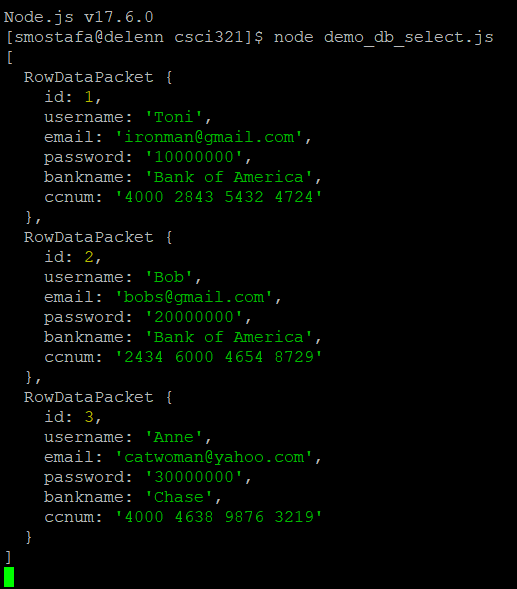 Node.js v17.6.0
[smostafa@delenn csci321]$ node demo_db_select.js
[
  RowDataPacket {
    id: 1,
    username: 'Toni',
    email: 'ironman@gmail.com',
    password: '10000000',
    bankname: 'Bank of America',
    ccnum: '4000 2843 5432 4724'
  },
  RowDataPacket {
    id: 2,
    username: 'Bob',
    email: 'bobs@gmail.com',
    password: '20000000',
    bankname: 'Bank of America',
    ccnum: '2434 6000 4654 8729'
  },
  RowDataPacket {
    id: 3,
    username: 'Anne',
    email: 'catwoman@yahoo.com',
    password: '30000000',
    bankname: 'Chase',
    ccnum: '4000 4638 9876 3219'
  }
]